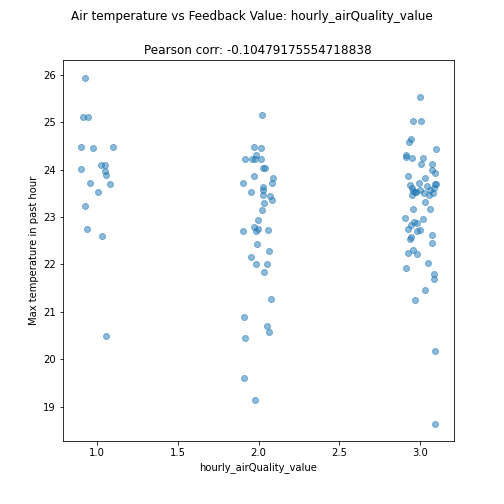 Air temperature vs Feedback Value: hourly_airQuality_value
Pearson corr: -0.10479175554718838
26
25
24
23
22
21
20
19
Max temperature in past hour
1.0 1.5 2.0 2.5 3.0
hourly_airQuality_value